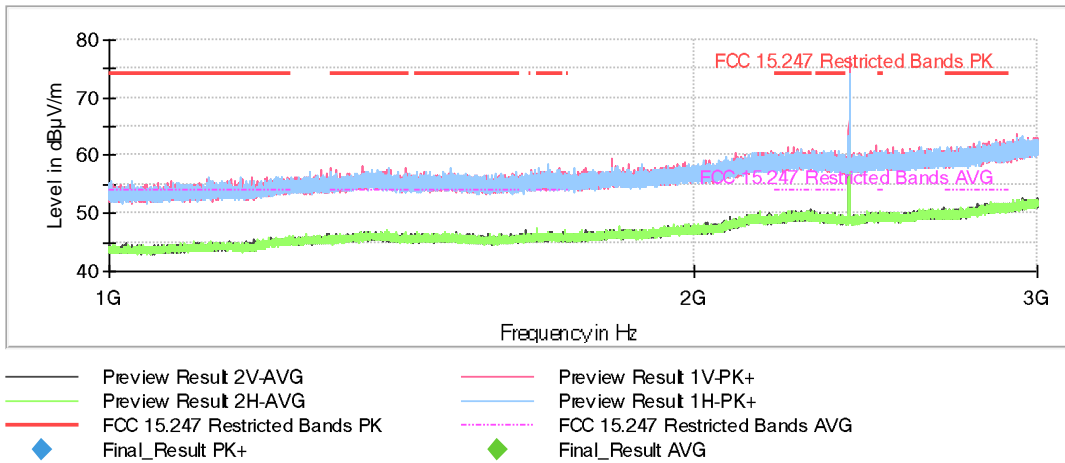 80
FCC 15.247 Restricted Bands PK
70
60
FCC 15.247 Restricted Bands AVG
50
40
Level in dBµV/m
1G 2G 3G
Frequency in Hz
Preview Result 2V-AVG Preview Result 1V-PK+
Preview Result 2H-AVG Preview Result 1H-PK+
FCC 15.247 Restricted Bands PK FCC 15.247 Restricted Bands AVG
Final_Result PK+ Final_Result AVG